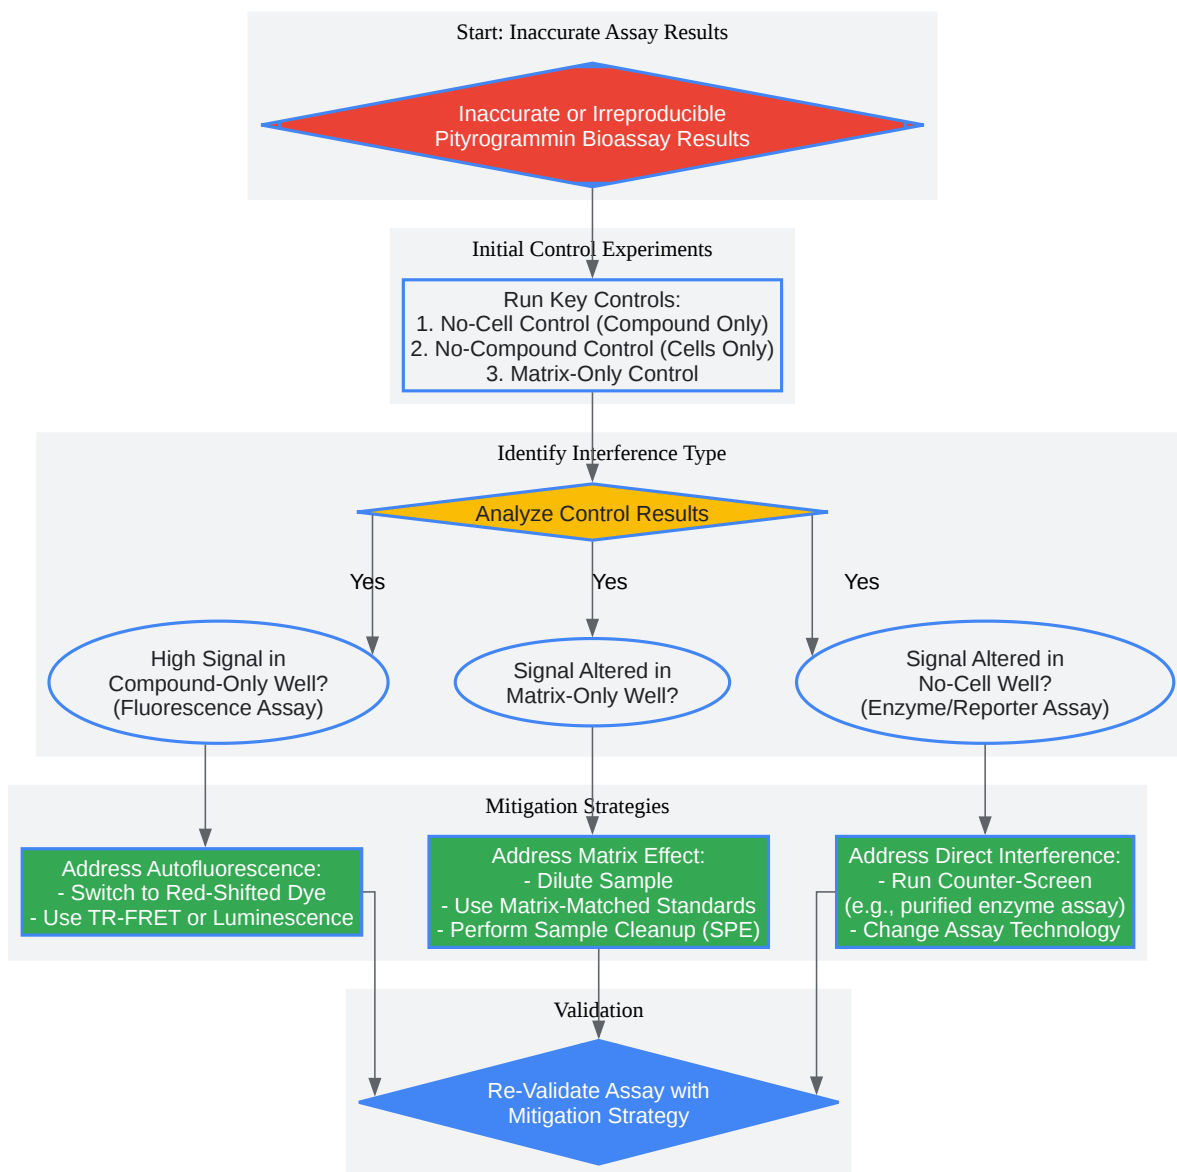 Start: Inaccurate Assay Results
Inaccurate or Irreproducible
Pityrogrammin Bioassay Results
Initial Control Experiments
Run Key Controls:
1. No-Cell Control (Compound Only)
2. No-Compound Control (Cells Only)
3. Matrix-Only Control
Identify Interference Type
Analyze Control Results
Yes
Yes
Yes
High Signal in
Compound-Only Well?
(Fluorescence Assay)
Signal Altered in
Matrix-Only Well?
Signal Altered in
No-Cell Well?
(Enzyme/Reporter Assay)
Mitigation Strategies
Address Autofluorescence:
- Switch to Red-Shifted Dye
- Use TR-FRET or Luminescence
Address Matrix Effect:
- Dilute Sample
- Use Matrix-Matched Standards
- Perform Sample Cleanup (SPE)
Address Direct Interference:
- Run Counter-Screen
(e.g., purified enzyme assay)
- Change Assay Technology
Validation
Re-Validate Assay with
Mitigation Strategy